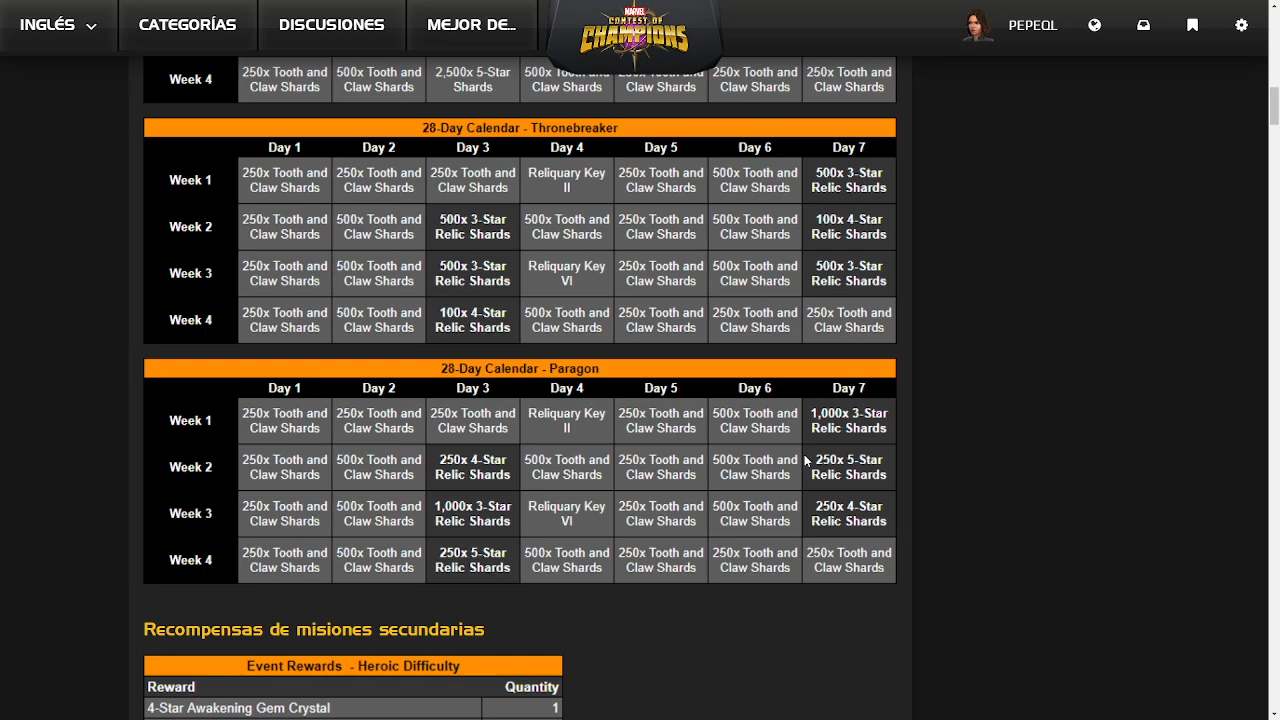 INGLÉS CATEGORÍAS DISCUSIONES MEJOR DE... MARVEL CONTEST OF CHAMPIONS PEPEQL
Week 4 250x Tooth and Claw Shards 500x Tooth and Claw Shards 2,500x 5-Star Shards 500x Tooth and Claw Shards 250x Tooth and Claw Shards 250x Tooth and Claw Shards 250x Tooth and Claw Shards
28-Day Calendar - Thronebreaker
Day 1 Day 2 Day 3 Day 4 Day 5 Day 6 Day 7
Week 1 250x Tooth and Claw Shards 250x Tooth and Claw Shards 250x Tooth and Claw Shards Reliquary Key II 250x Tooth and Claw Shards 500x Tooth and Claw Shards 500x 3-Star Relic Shards
Week 2 250x Tooth and Claw Shards 500x Tooth and Claw Shards 500x 3-Star Relic Shards 500x Tooth and Claw Shards 250x Tooth and Claw Shards 500x Tooth and Claw Shards 100x 4-Star Relic Shards
Week 3 250x Tooth and Claw Shards 500x Tooth and Claw Shards 500x 3-Star Relic Shards Reliquary Key VI 250x Tooth and Claw Shards 500x Tooth and Claw Shards 500x 3-Star Relic Shards
Week 4 250x Tooth and Claw Shards 500x Tooth and Claw Shards 100x 4-Star Relic Shards 500x Tooth and Claw Shards 250x Tooth and Claw Shards 250x Tooth and Claw Shards 250x Tooth and Claw Shards
28-Day Calendar - Paragon
Day 1 Day 2 Day 3 Day 4 Day 5 Day 6 Day 7
Week 1 250x Tooth and Claw Shards 250x Tooth and Claw Shards 250x Tooth and Claw Shards Reliquary Key II 250x Tooth and Claw Shards 500x Tooth and Claw Shards 1,000x 3-Star Relic Shards
Week 2 250x Tooth and Claw Shards 500x Tooth and Claw Shards 250x 4-Star Relic Shards 500x Tooth and Claw Shards 250x Tooth and Claw Shards 500x Tooth and Claw Shards 250x 5-Star Relic Shards
Week 3 250x Tooth and Claw Shards 500x Tooth and Claw Shards 1,000x 3-Star Relic Shards Reliquary Key VI 250x Tooth and Claw Shards 500x Tooth and Claw Shards 250x 4-Star Relic Shards
Week 4 250x Tooth and Claw Shards 500x Tooth and Claw Shards 250x 5-Star Relic Shards 500x Tooth and Claw Shards 250x Tooth and Claw Shards 250x Tooth and Claw Shards 250x Tooth and Claw Shards
Recompensas de misiones secundarias
Event Rewards - Heroic Difficulty
Reward Quantity
4-Star Awakening Gem Crystal 1